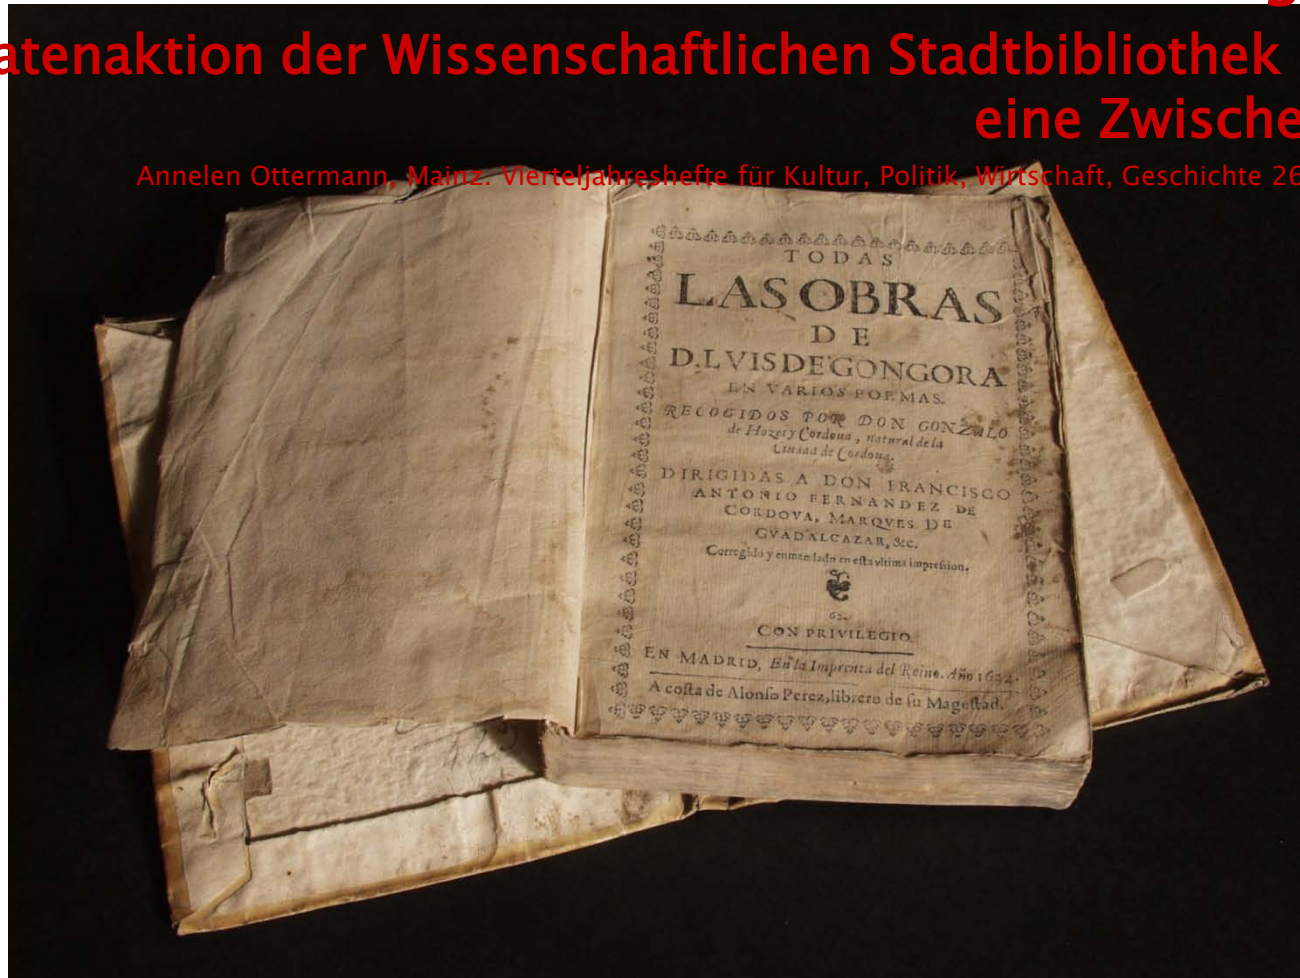 atenaktion der Wissenschaftlichen Stadtbibliothek
eine Zwische
Annelen Ottermann, Mainz. Vierteljahreshefte für Kultur, Politik, Wirtschaft, Geschichte 26
TODAS
LAS OBRAS
DE
D. LVIS DE GONGORA
EN VARIOS POEMAS.
RECOGIDOS POR DON GONZALO
de Hozes y Cordoua, natural de la
Ciudad de Cordoua.
DIRIGIDAS A DON FRANCISCO
ANTONIO FERNANDEZ DE
CORDOVA, MARQVES DE
GVADALCAZAR, &c.
Corregido y enmendado en esta vltima impression.
62.
CON PRIVILEGIO
EN MADRID, En la Imprenta del Reino. Año
A costa de Alonso Perez, librero de su Magestad.